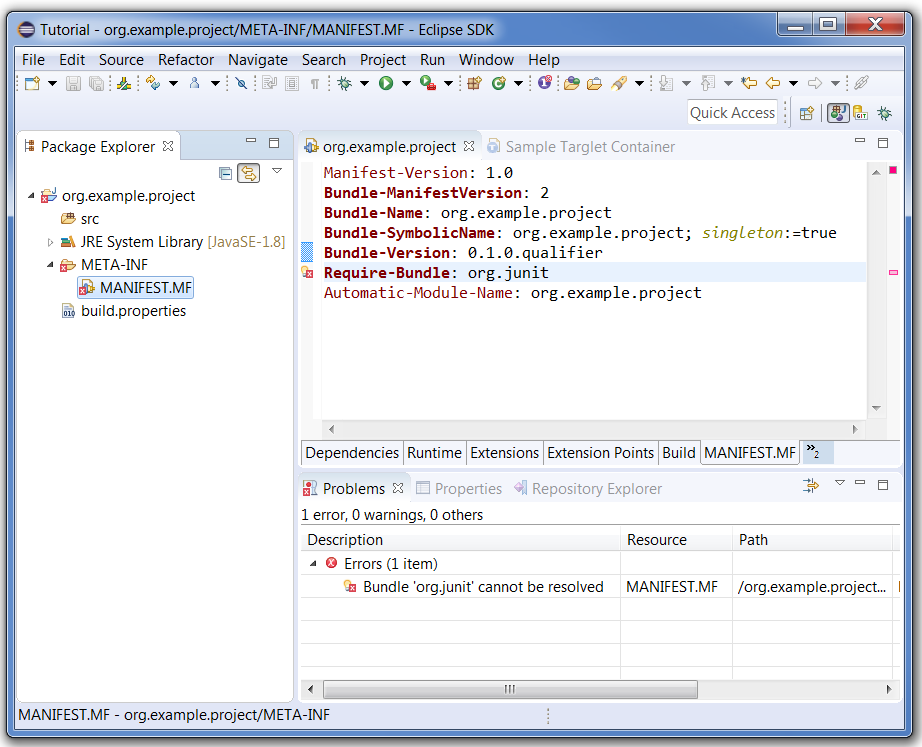 Tutorial - org.example.project/META-INF/MANIFEST.MF - Eclipse SDK
File Edit Source Refactor Navigate Search Project Run Window Help
Quick Access
Package Explorer
org.example.project
src
JRE System Library [JavaSE-1.8]
META-INF
MANIFEST.MF
build.properties
org.example.project Sample Targlet Container
Manifest-Version: 1.0
Bundle-ManifestVersion: 2
Bundle-Name: org.example.project
Bundle-SymbolicName: org.example.project; singleton:=true
Bundle-Version: 0.1.0.qualifier
Require-Bundle: org.junit
Automatic-Module-Name: org.example.project
Dependencies Runtime Extensions Extension Points Build MANIFEST.MF »2
Problems Properties Repository Explorer
1 error, 0 warnings, 0 others
Description Resource Path
Errors (1 item)
Bundle 'org.junit' cannot be resolved MANIFEST.MF /org.example.project...
MANIFEST.MF - org.example.project/META-INF